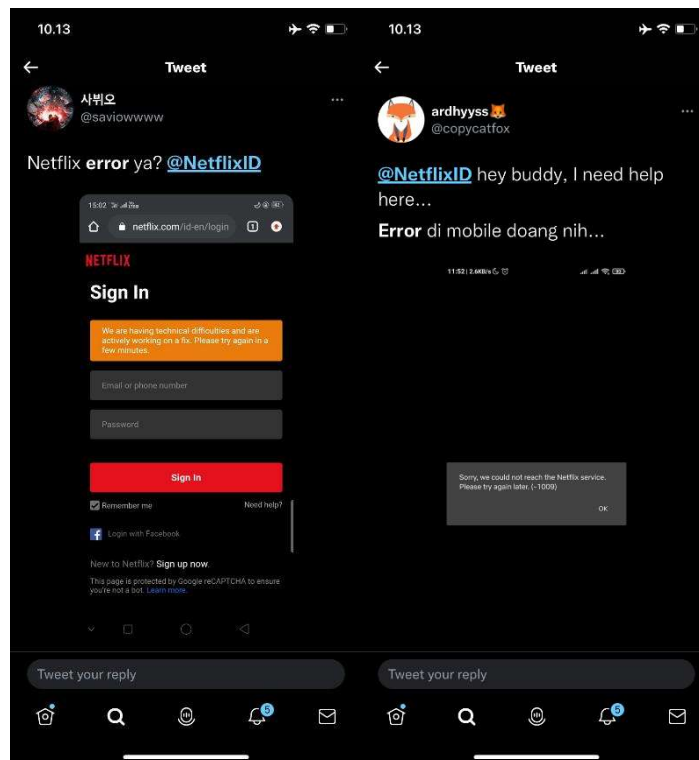 10.13
Tweet
사뷔오
@saviowwww
Netflix error ya? @NetflixID
15:02
netflix.com/id-en/login
1
NETFLIX
Sign In
We are having technical difficulties and are
actively working on a fix. Please try again in a
few minutes.
Email or phone number
Password
Sign In
Remember me
Need help?
Login with Facebook
New to Netflix? Sign up now.
This page is protected by Google reCAPTCHA to ensure
you're not a bot. Learn more.
Tweet your reply
5
10.13
Tweet
ardhyyss
@copycatfox
@NetflixID hey buddy, I need help
here...
Error di mobile doang nih...
11:52 | 2.6KB/s
Sorry, we could not reach the Netflix service.
Please try again later. (-1009)
OK
Tweet your reply
5